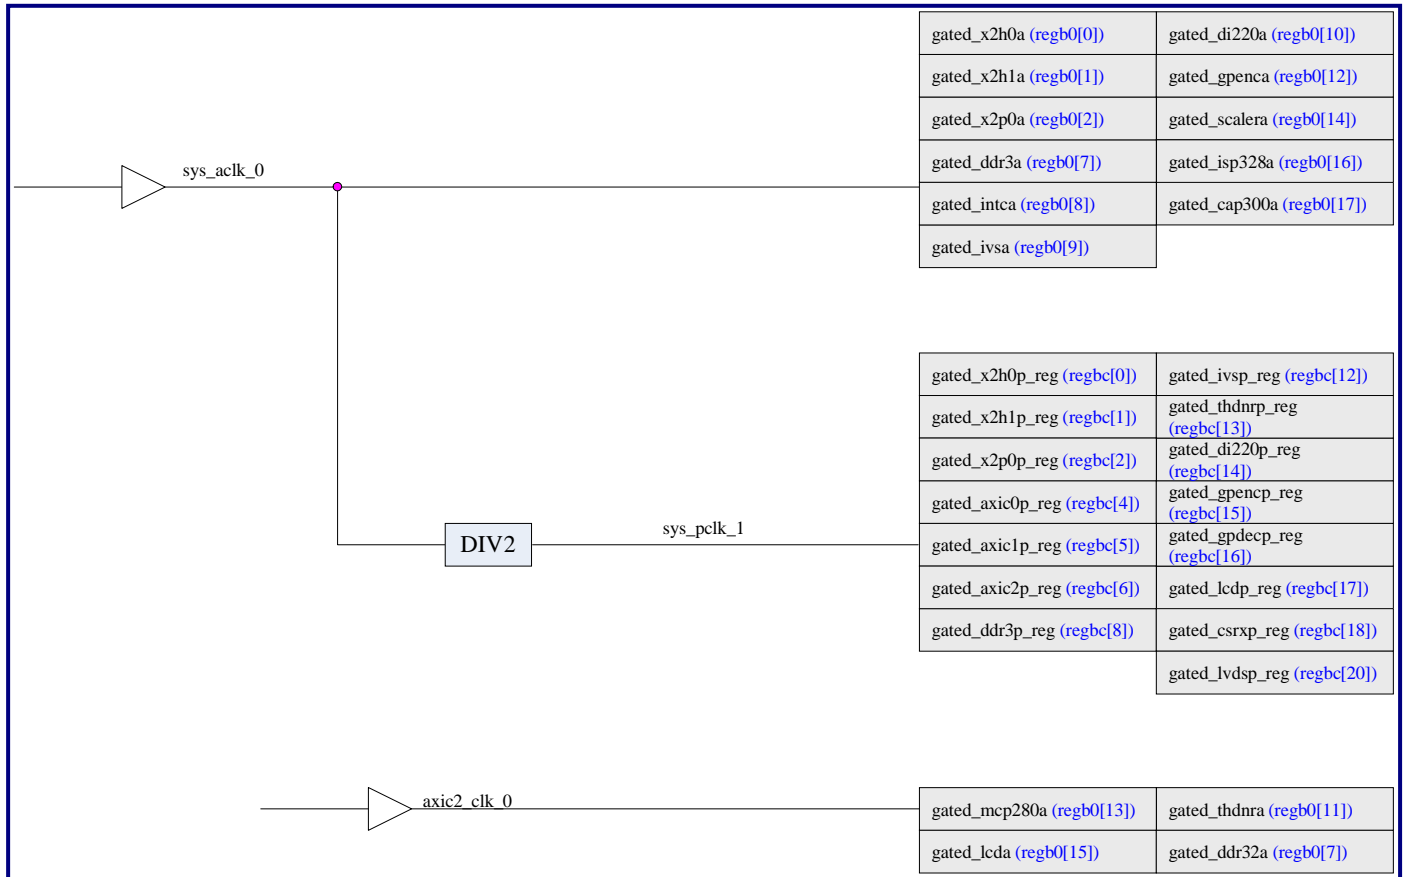 gated_x2h0a (regb0[0])
gated_di220a (regb0[10])
gated_x2h1a (regb0[1])
gated_gpenca (regb0[12])
gated_x2p0a (regb0[2])
gated_scalera (regb0[14])
sys_aclk_0
gated_ddr3a (regb0[7])
gated_isp328a (regb0[16])
gated_intca (regb0[8])
gated_cap300a (regb0[17])
gated_ivsa (regb0[9])
gated_x2h0p_reg (regbc[0])
gated_ivsp_reg (regbc[12])
gated_x2h1p_reg (regbc[1])
gated_thdnrp_reg
(regbc[13])
gated_x2p0p_reg (regbc[2])
gated_di220p_reg
(regbc[14])
gated_axic0p_reg (regbc[4])
gated_gpencp_reg
(regbc[15])
DIV2
sys_pclk_1
gated_axic1p_reg (regbc[5])
gated_gpdecp_reg
(regbc[16])
gated_axic2p_reg (regbc[6])
gated_lcdp_reg (regbc[17])
gated_ddr3p_reg (regbc[8])
gated_csrxp_reg (regbc[18])
gated_lvdsp_reg (regbc[20])
axic2_clk_0
gated_mcp280a (regb0[13])
gated_thdnra (regb0[11])
gated_lcda (regb0[15])
gated_ddr32a (regb0[7])